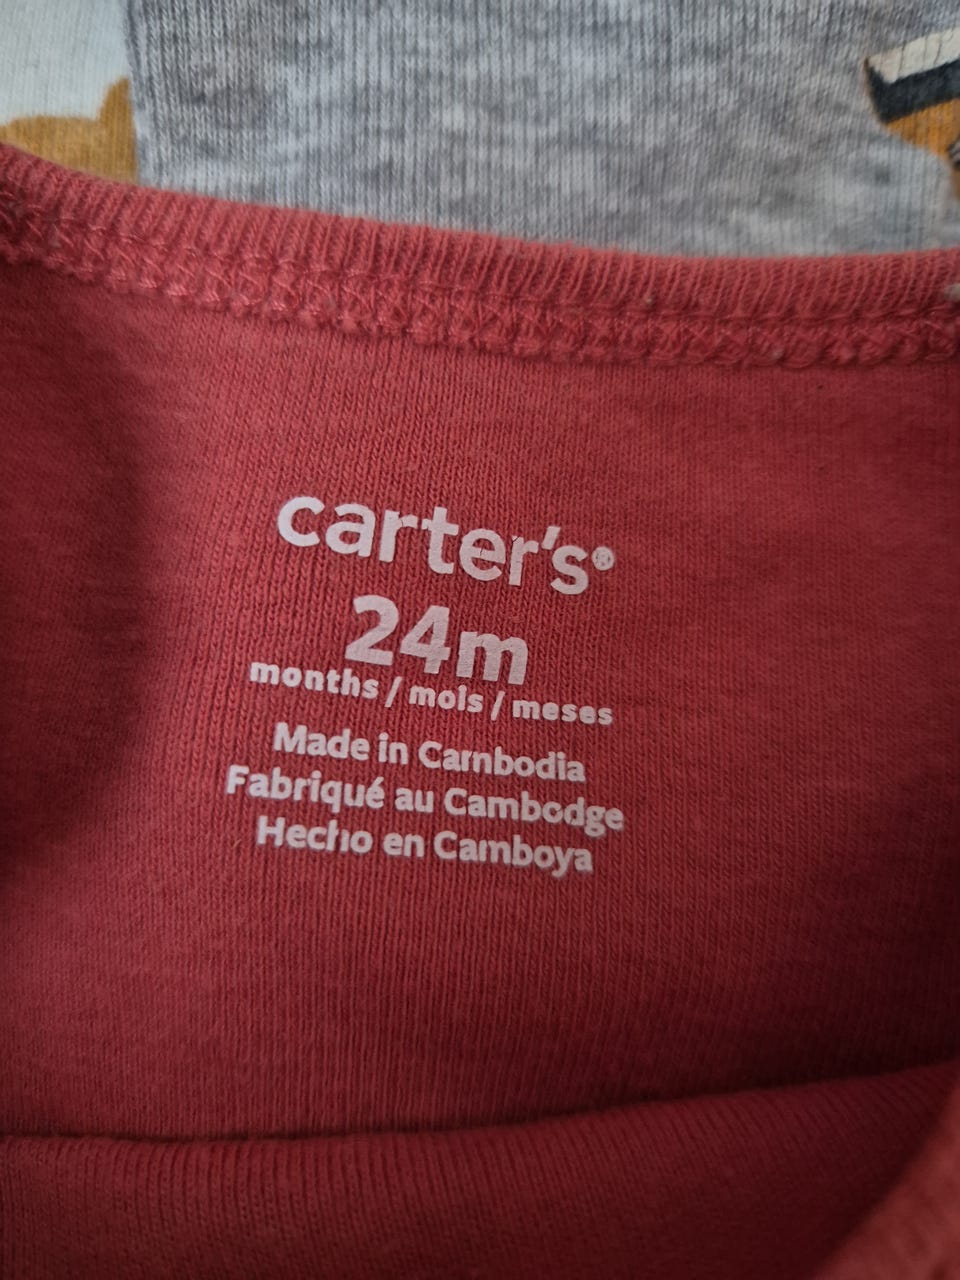 carter's®
24m
months / mois / meses
Made in Cambodia
Fabriqué au Cambodge
Hecho en Camboya